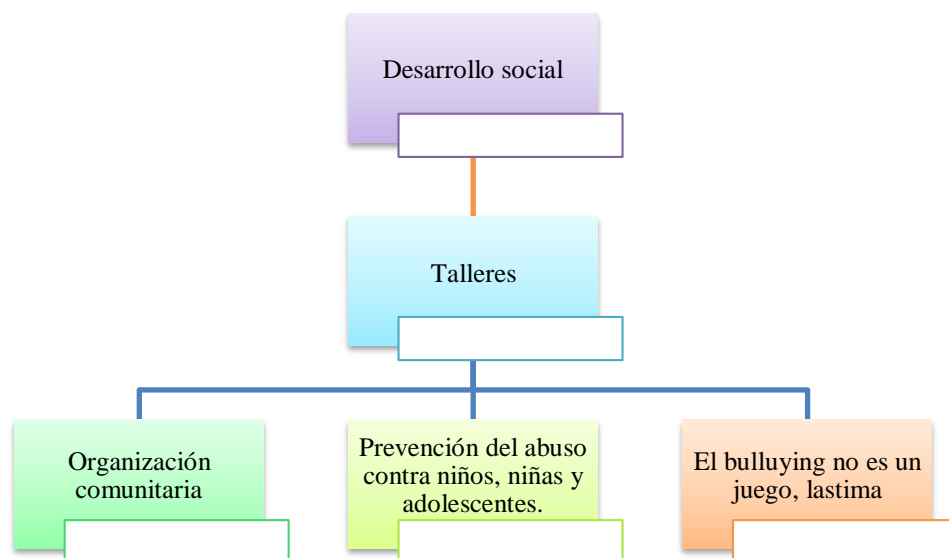 Desarrollo social
Talleres
Organización
comunitaria
Prevención del abuso
contra niños, niñas y
adolescentes.
El bulluying no es un
juego, lastima